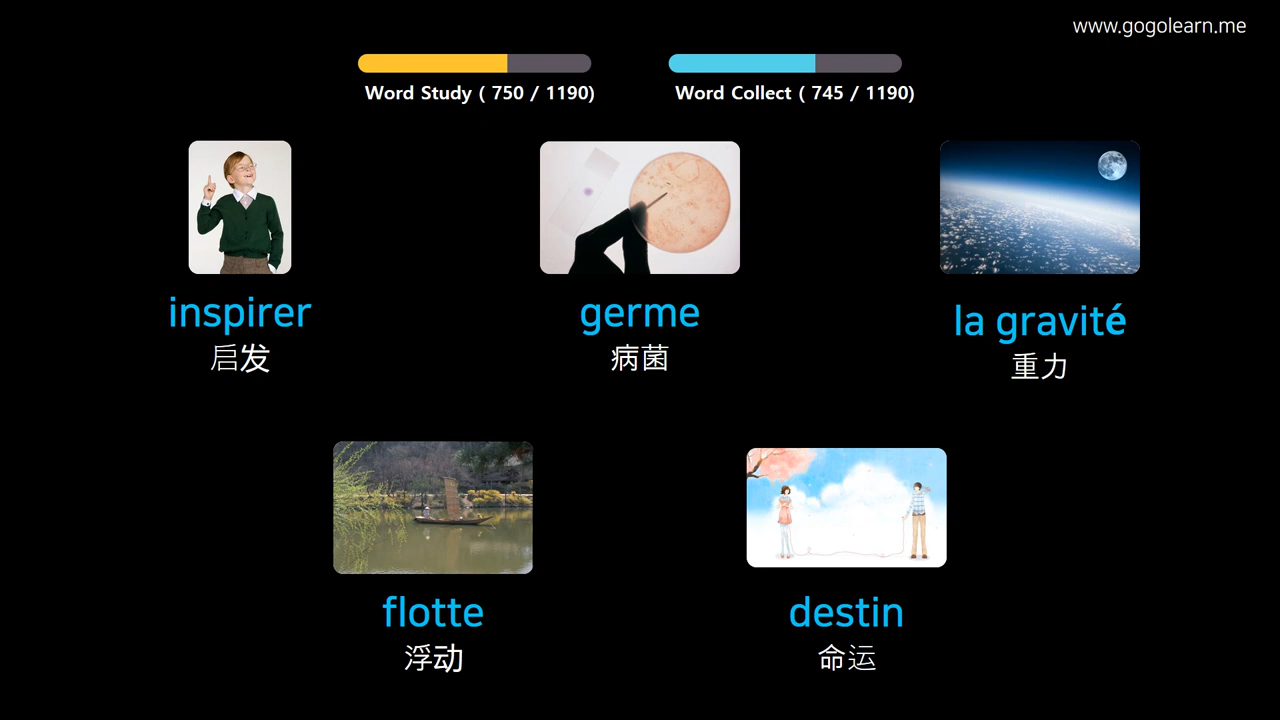 www.gogolearn.me
Word Study ( 750 / 1190)
Word Collect ( 745 / 1190)
inspirer
启发
germe
病菌
la gravité
重力
flotte
浮动
destin
命运